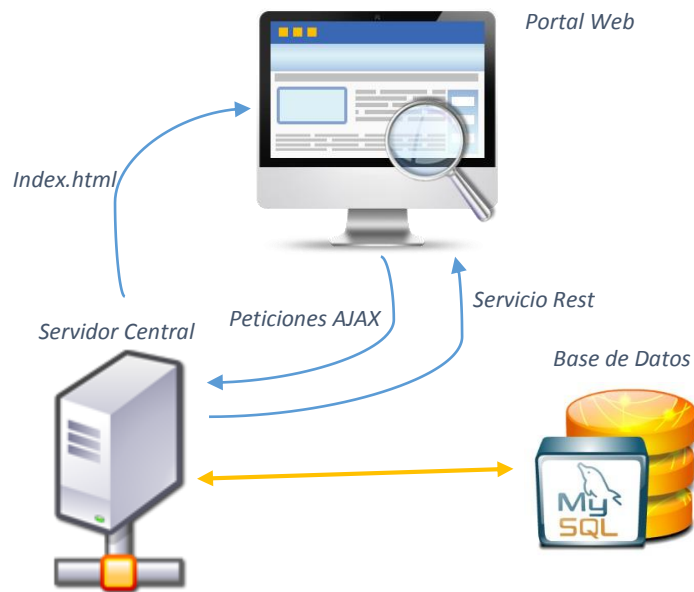 Portal Web
Index.html
Peticiones AJAX
Servicio Rest
Servidor Central
Base de Datos
My
SQL